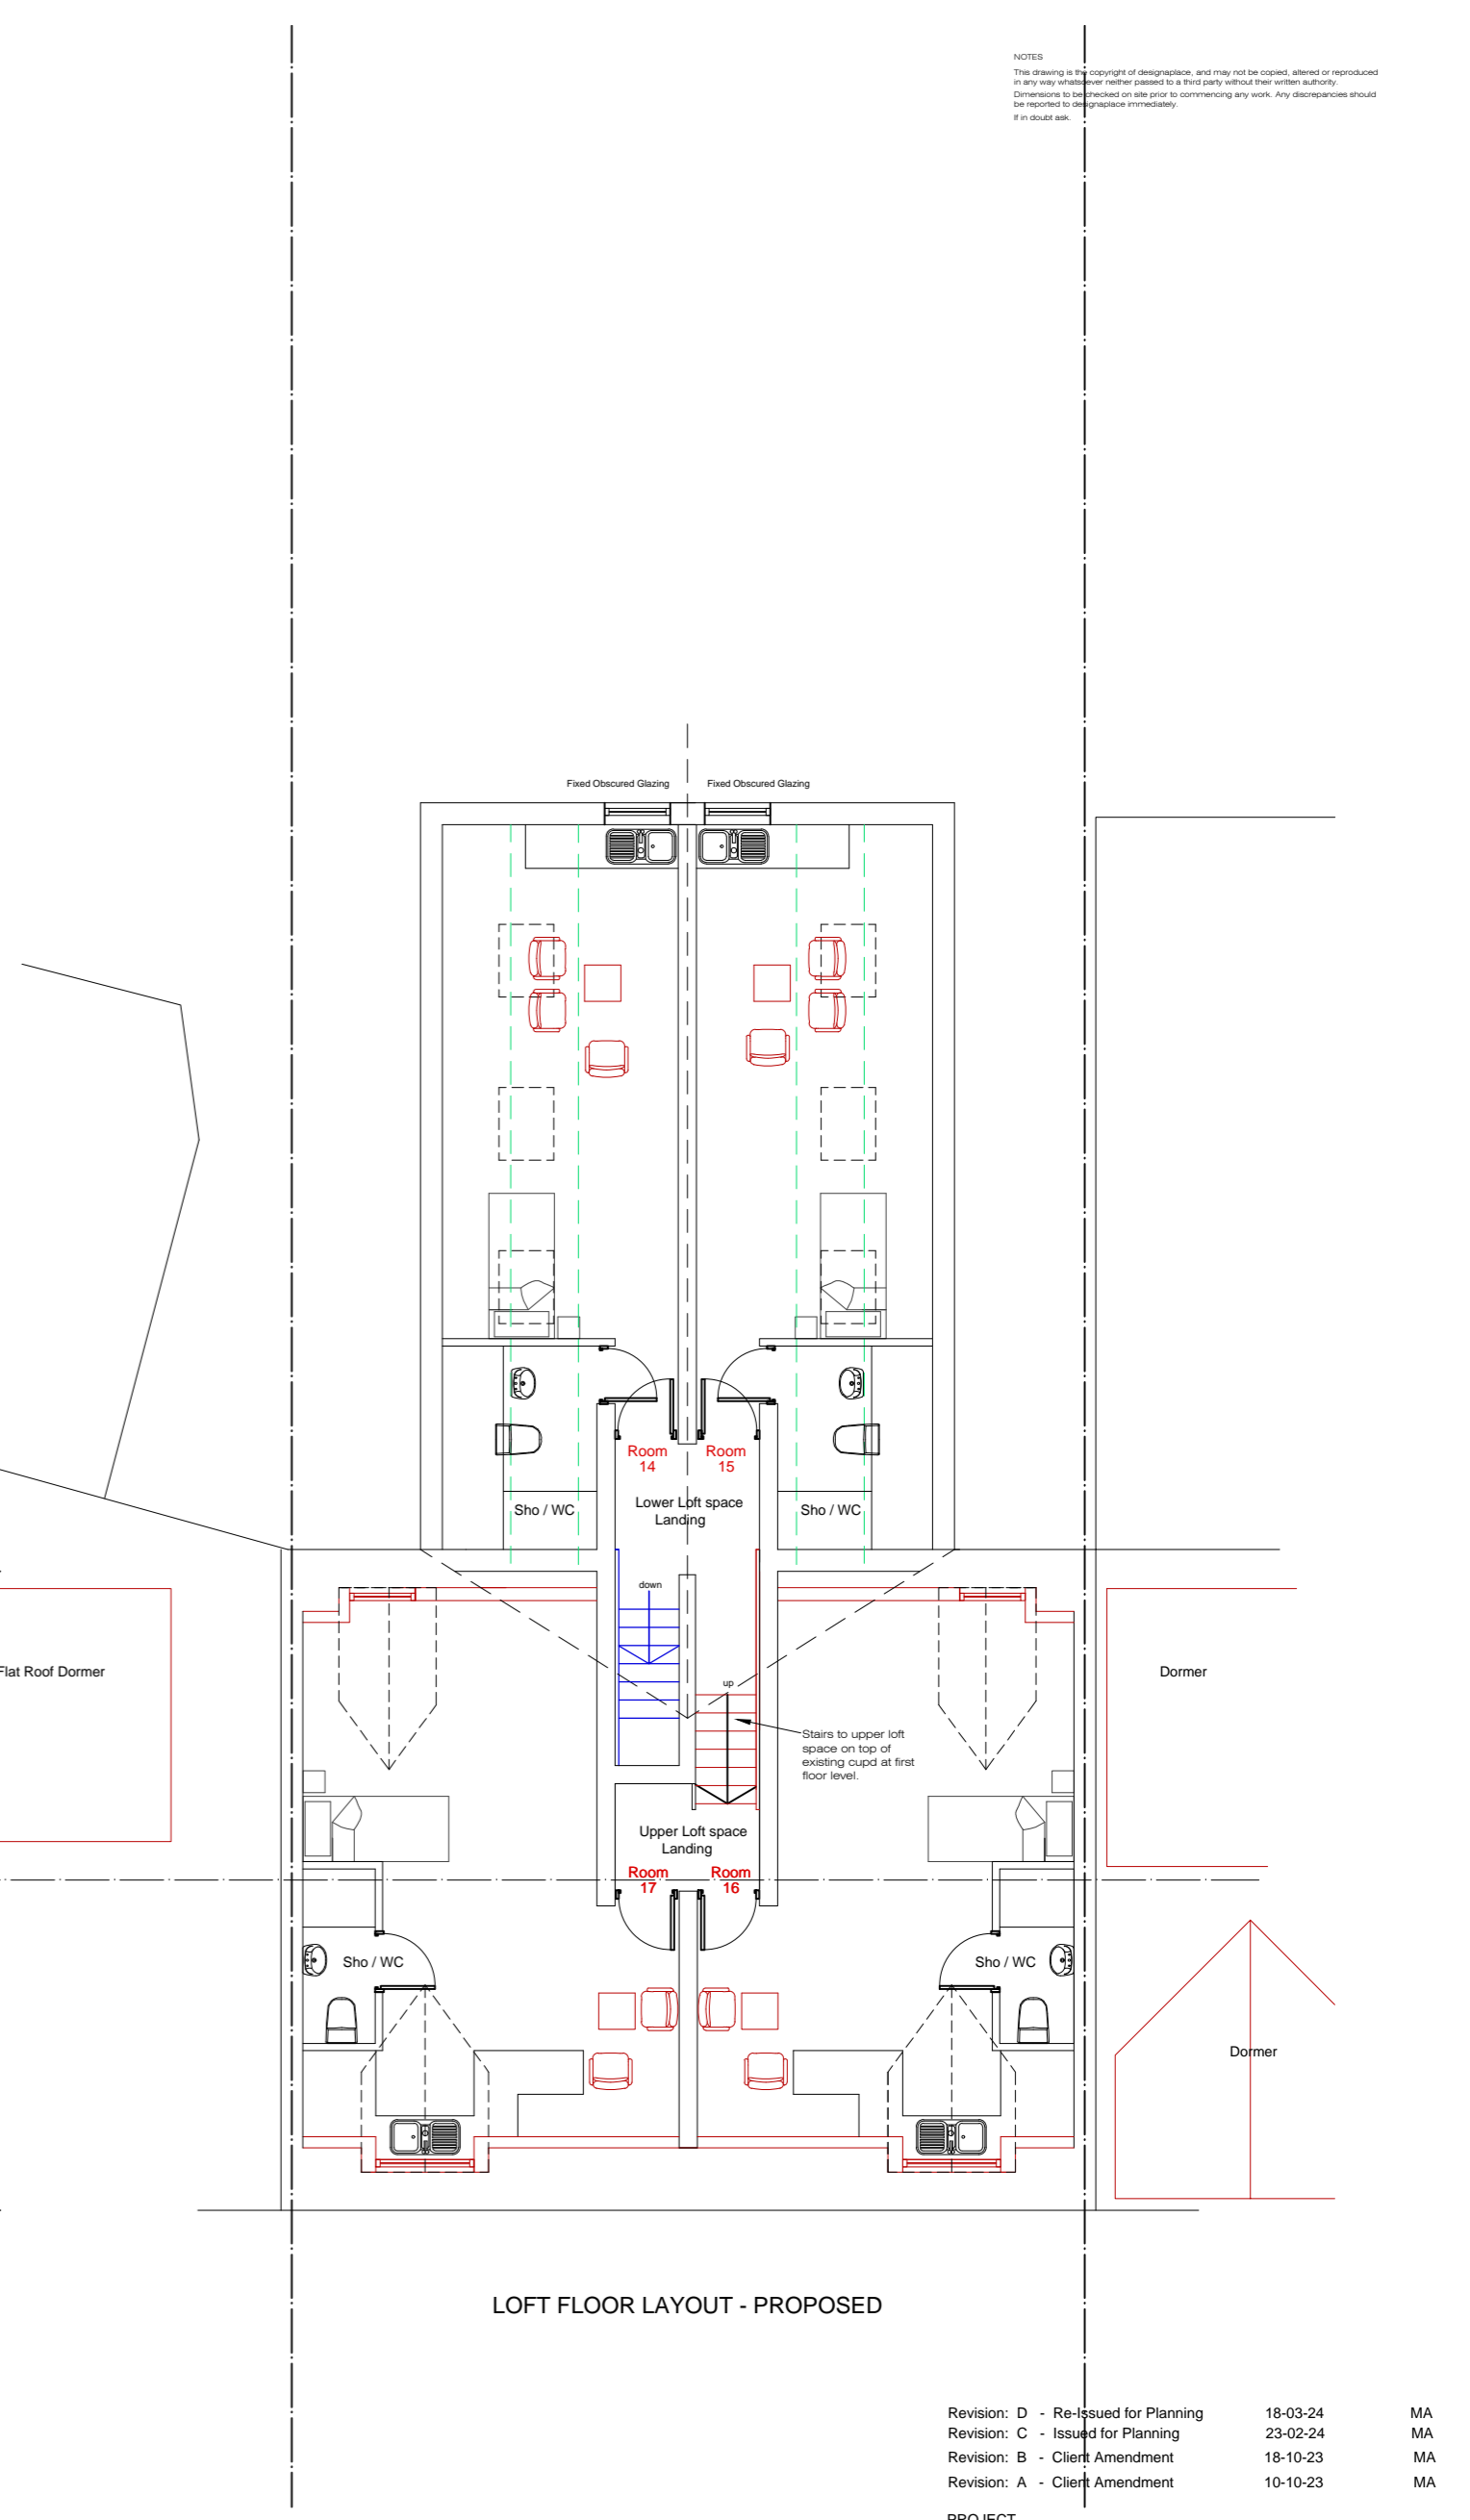 NOTES
This drawing is the copyright of designaplace, and may not be copied, altered or reproduced
in any way whatsoever neither passed to a third party without their written authority.
Dimensions to be checked on site prior to commencing any work. Any discrepancies should
be reported to designaplace immediately.
If in doubt ask.
Fixed Obscured Glazing
Fixed Obscured Glazing
Room
14
Room
15
Lower Loft space
Landing
Sho / WC
Sho / WC
down
Flat Roof Dormer
Dormer
up
Stairs to upper loft
space on top of
existing cupd at first
floor level.
Upper Loft space
Landing
Room
17
Room
16
Sho / WC
Sho / WC
Dormer
LOFT FLOOR LAYOUT - PROPOSED
Revision: D - Re-Issued for Planning 18-03-24 MA
Revision: C - Issued for Planning 23-02-24 MA
Revision: B - Client Amendment 18-10-23 MA
Revision: A - Client Amendment 10-10-23 MA
PROJECT